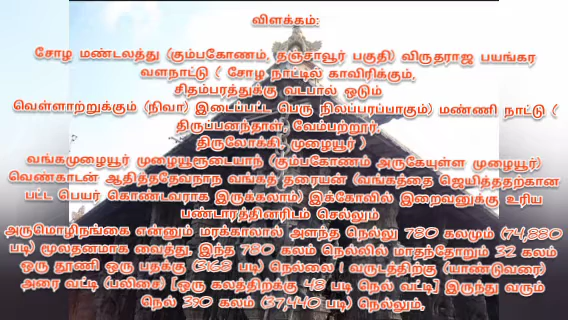 விளக்கம்:
சோழ மண்டலத்து (கும்பகோணம், தஞ்சாவூர் பகுதி) விருதராஜ பயங்கர
வளநாட்டு ( சோழ நாட்டில் காவிரிக்கும்,
சிதம்பரத்துக்கு வடபால் ஓடும்
வெள்ளாற்றுக்கும் (நிவா) இடைப்பட்ட பெரு நிலப்பரப்பாகும்) மண்ணி நாட்டு (
திருப்பனந்தாள், வேம்பற்றூர்,
திருலோக்கி, முழையூர் )
வங்கமுழையூர் முழையூருடையான் (கும்பகோணம் அருகேயுள்ள முழையூர்)
வெண்காடன் ஆதித்ததேவநாந வங்கத் தரையன் (வங்கத்தை ஜெயித்ததற்கான
பட்ட பெயர் கொண்டவராக இருக்கலாம்) இக்கோவில் இறைவனுக்கு உரிய
பண்டாரத்தினரிடம் செல்லும்
அருமொழிநங்கை என்னும் மரக்காலால் அளந்த நெல்லு 780 கலமும் (74,880
படி) மூலதனமாக வைத்து, இந்த 780 கலம் நெல்லில் மாதந்தோறும் 32 கலம்
ஒரு தூணி ஒரு பதக்கு (3168 படி) நெல்லை 1 வருடத்திற்கு (யாண்டுவரை)
அரை வட்டி (பலிசை) [ஒரு கலத்திறக்கு 48 படி நெல் வட்டி] இருந்து வரும்
நெல் 390 கலம் (37,440 படி) நெல்லும்,